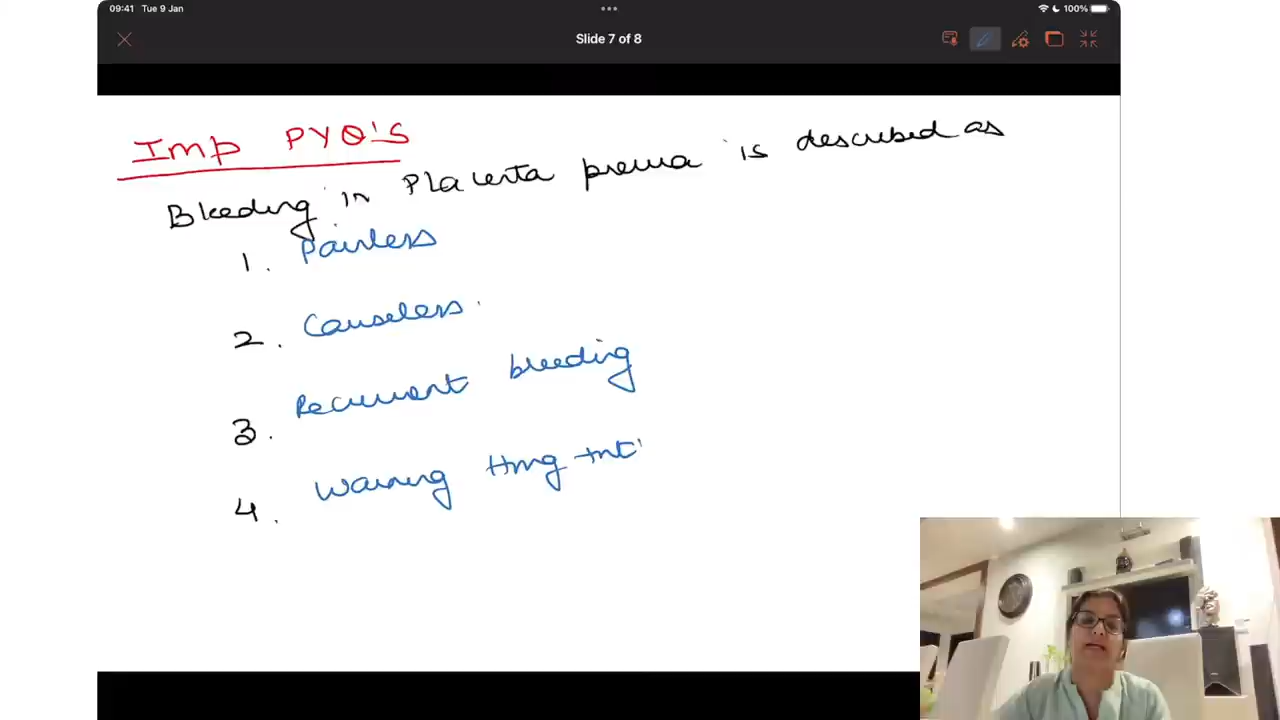 09:41 Tue 9 Jan
100%
Slide 7 of 8
Imp PYQ'S
Bleeding in Placenta previa is described as
1. Painless
2. Causeless
3. Recurrent bleeding
4. Warning Hmg